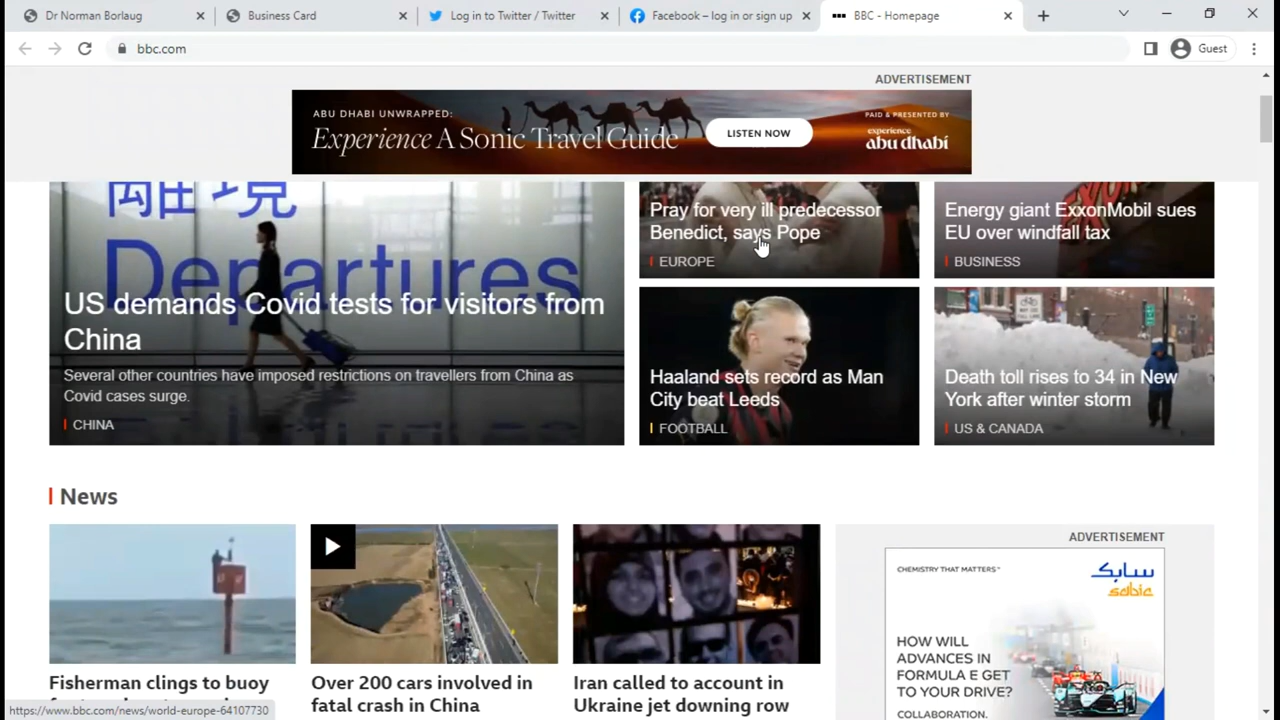 Dr Norman Borlaug
Business Card
Log in to Twitter / Twitter
Facebook – log in or sign up
BBC - Homepage
bbc.com
Guest
ADVERTISEMENT
ABU DHABI UNWRAPPED:
Experience A Sonic Travel Guide
LISTEN NOW
PAID & PRESENTED BY
experience
abu dhabi
離境
Departures
US demands Covid tests for visitors from
China
Several other countries have imposed restrictions on travellers from China as
Covid cases surge.
CHINA
Pray for very ill predecessor
Benedict, says Pope
EUROPE
Energy giant ExxonMobil sues
EU over windfall tax
BUSINESS
Haaland sets record as Man
City beat Leeds
FOOTBALL
Death toll rises to 34 in New
York after winter storm
US & CANADA
News
Fisherman clings to buoy
Over 200 cars involved in
fatal crash in China
Iran called to account in
Ukraine jet downing row
ADVERTISEMENT
CHEMISTRY THAT MATTERS™
سابك
sabic
HOW WILL
ADVANCES IN
FORMULA E GET
TO YOUR DRIVE?
COLLABORATION.
https://www.bbc.com/news/world-europe-64107730